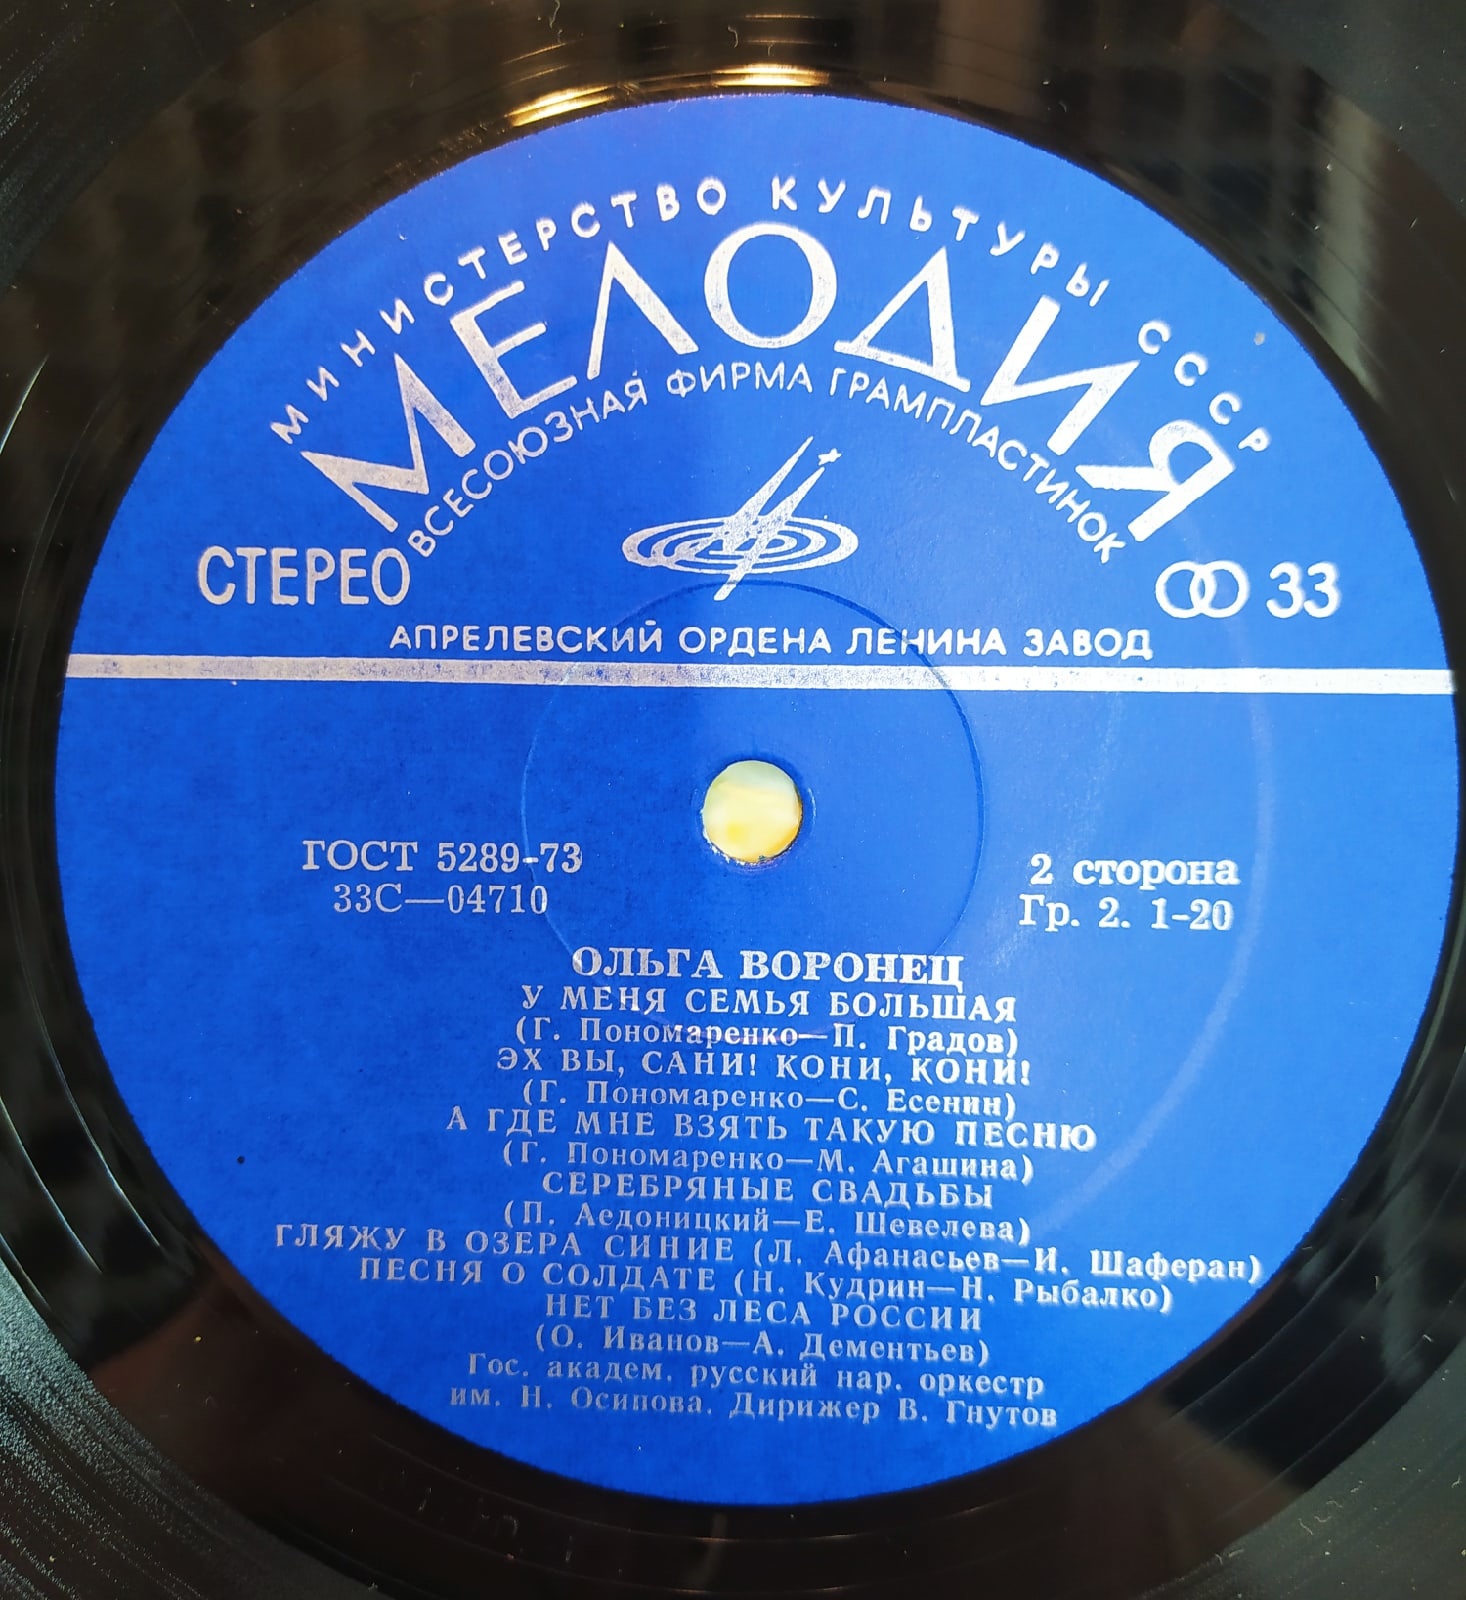 МИНИСТЕРСТВО КУЛЬТУРЫ СССР
МЕЛОДИЯ
ВСЕСОЮЗНАЯ ФИРМА ГРАМПЛАСТИНОК
СТЕРЕО 33
АПРЕЛЕВСКИЙ ОРДЕНА ЛЕНИНА ЗАВОД
ГОСТ 5289-73
33С—04710
2 сторона
Гр. 2. 1-20
ОЛЬГА ВОРОНЕЦ
У МЕНЯ СЕМЬЯ БОЛЬШАЯ
(Г. Пономаренко—П. Градов)
ЭХ ВЫ, САНИ! КОНИ, КОНИ!
(Г. Пономаренко—С. Есенин)
А ГДЕ МНЕ ВЗЯТЬ ТАКУЮ ПЕСНЮ
(Г. Пономаренко—М. Агашина)
СЕРЕБРЯНЫЕ СВАДЬБЫ
(П. Аедоницкий—Е. Шевелева)
ГЛЯЖУ В ОЗЕРА СИНИЕ (Л. Афанасьев—И. Шаферан)
ПЕСНЯ О СОЛДАТЕ (Н. Кудрин—Н. Рыбалко)
НЕТ БЕЗ ЛЕСА РОССИИ
(О. Иванов—А. Дементьев)
Гос. академ. русский нар. оркестр
им. Н. Осипова. Дирижер В. Гнутов